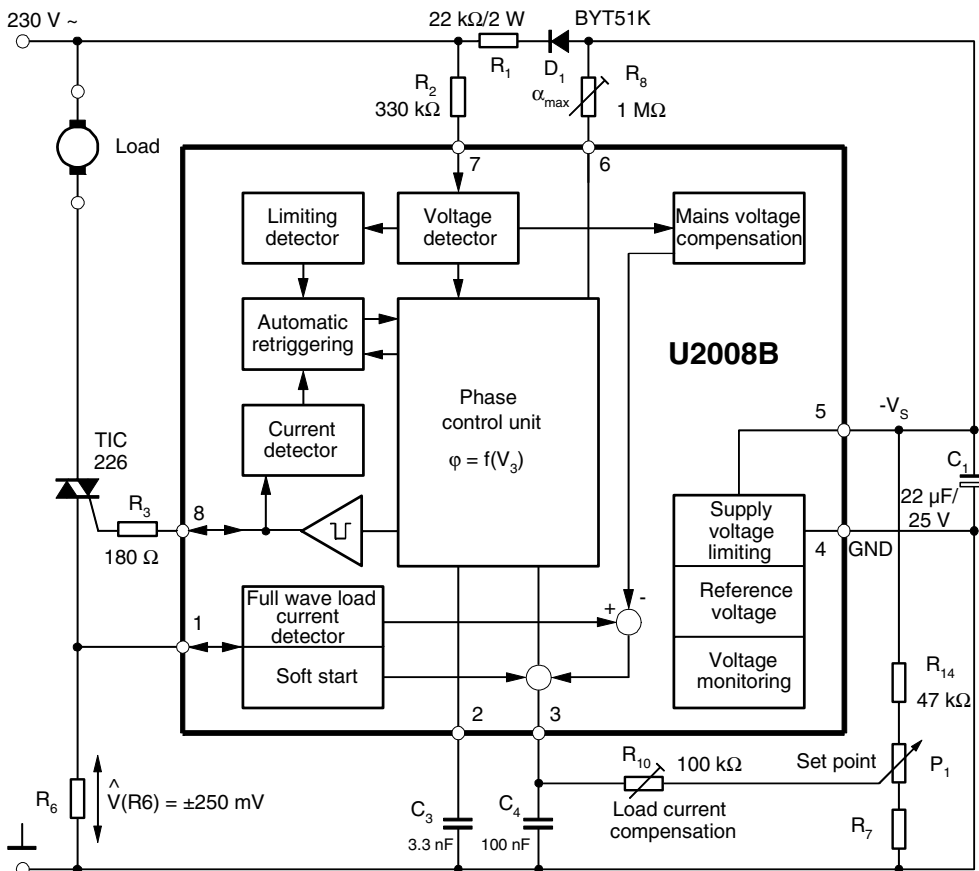 230 V ~
22 kΩ/2 W
BYT51K
R1
D1
R2
330 kΩ
αmax
R8
1 MΩ
Load
7
6
Limiting
detector
Voltage
detector
Mains voltage
compensation
Automatic
retriggering
U2008B
Phase
control unit
φ = f(V3)
Current
detector
5
-VS
TIC
226
C1
22 µF/
25 V
R3
180 Ω
8
Supply
voltage
limiting
4
GND
Full wave load
current
detector
Reference
voltage
+
-
1
Soft start
Voltage
monitoring
R14
47 kΩ
2
3
R10
100 kΩ
Set point
P1
R6
V̂(R6) = ±250 mV
C3
3.3 nF
C4
100 nF
Load current
compensation
R7